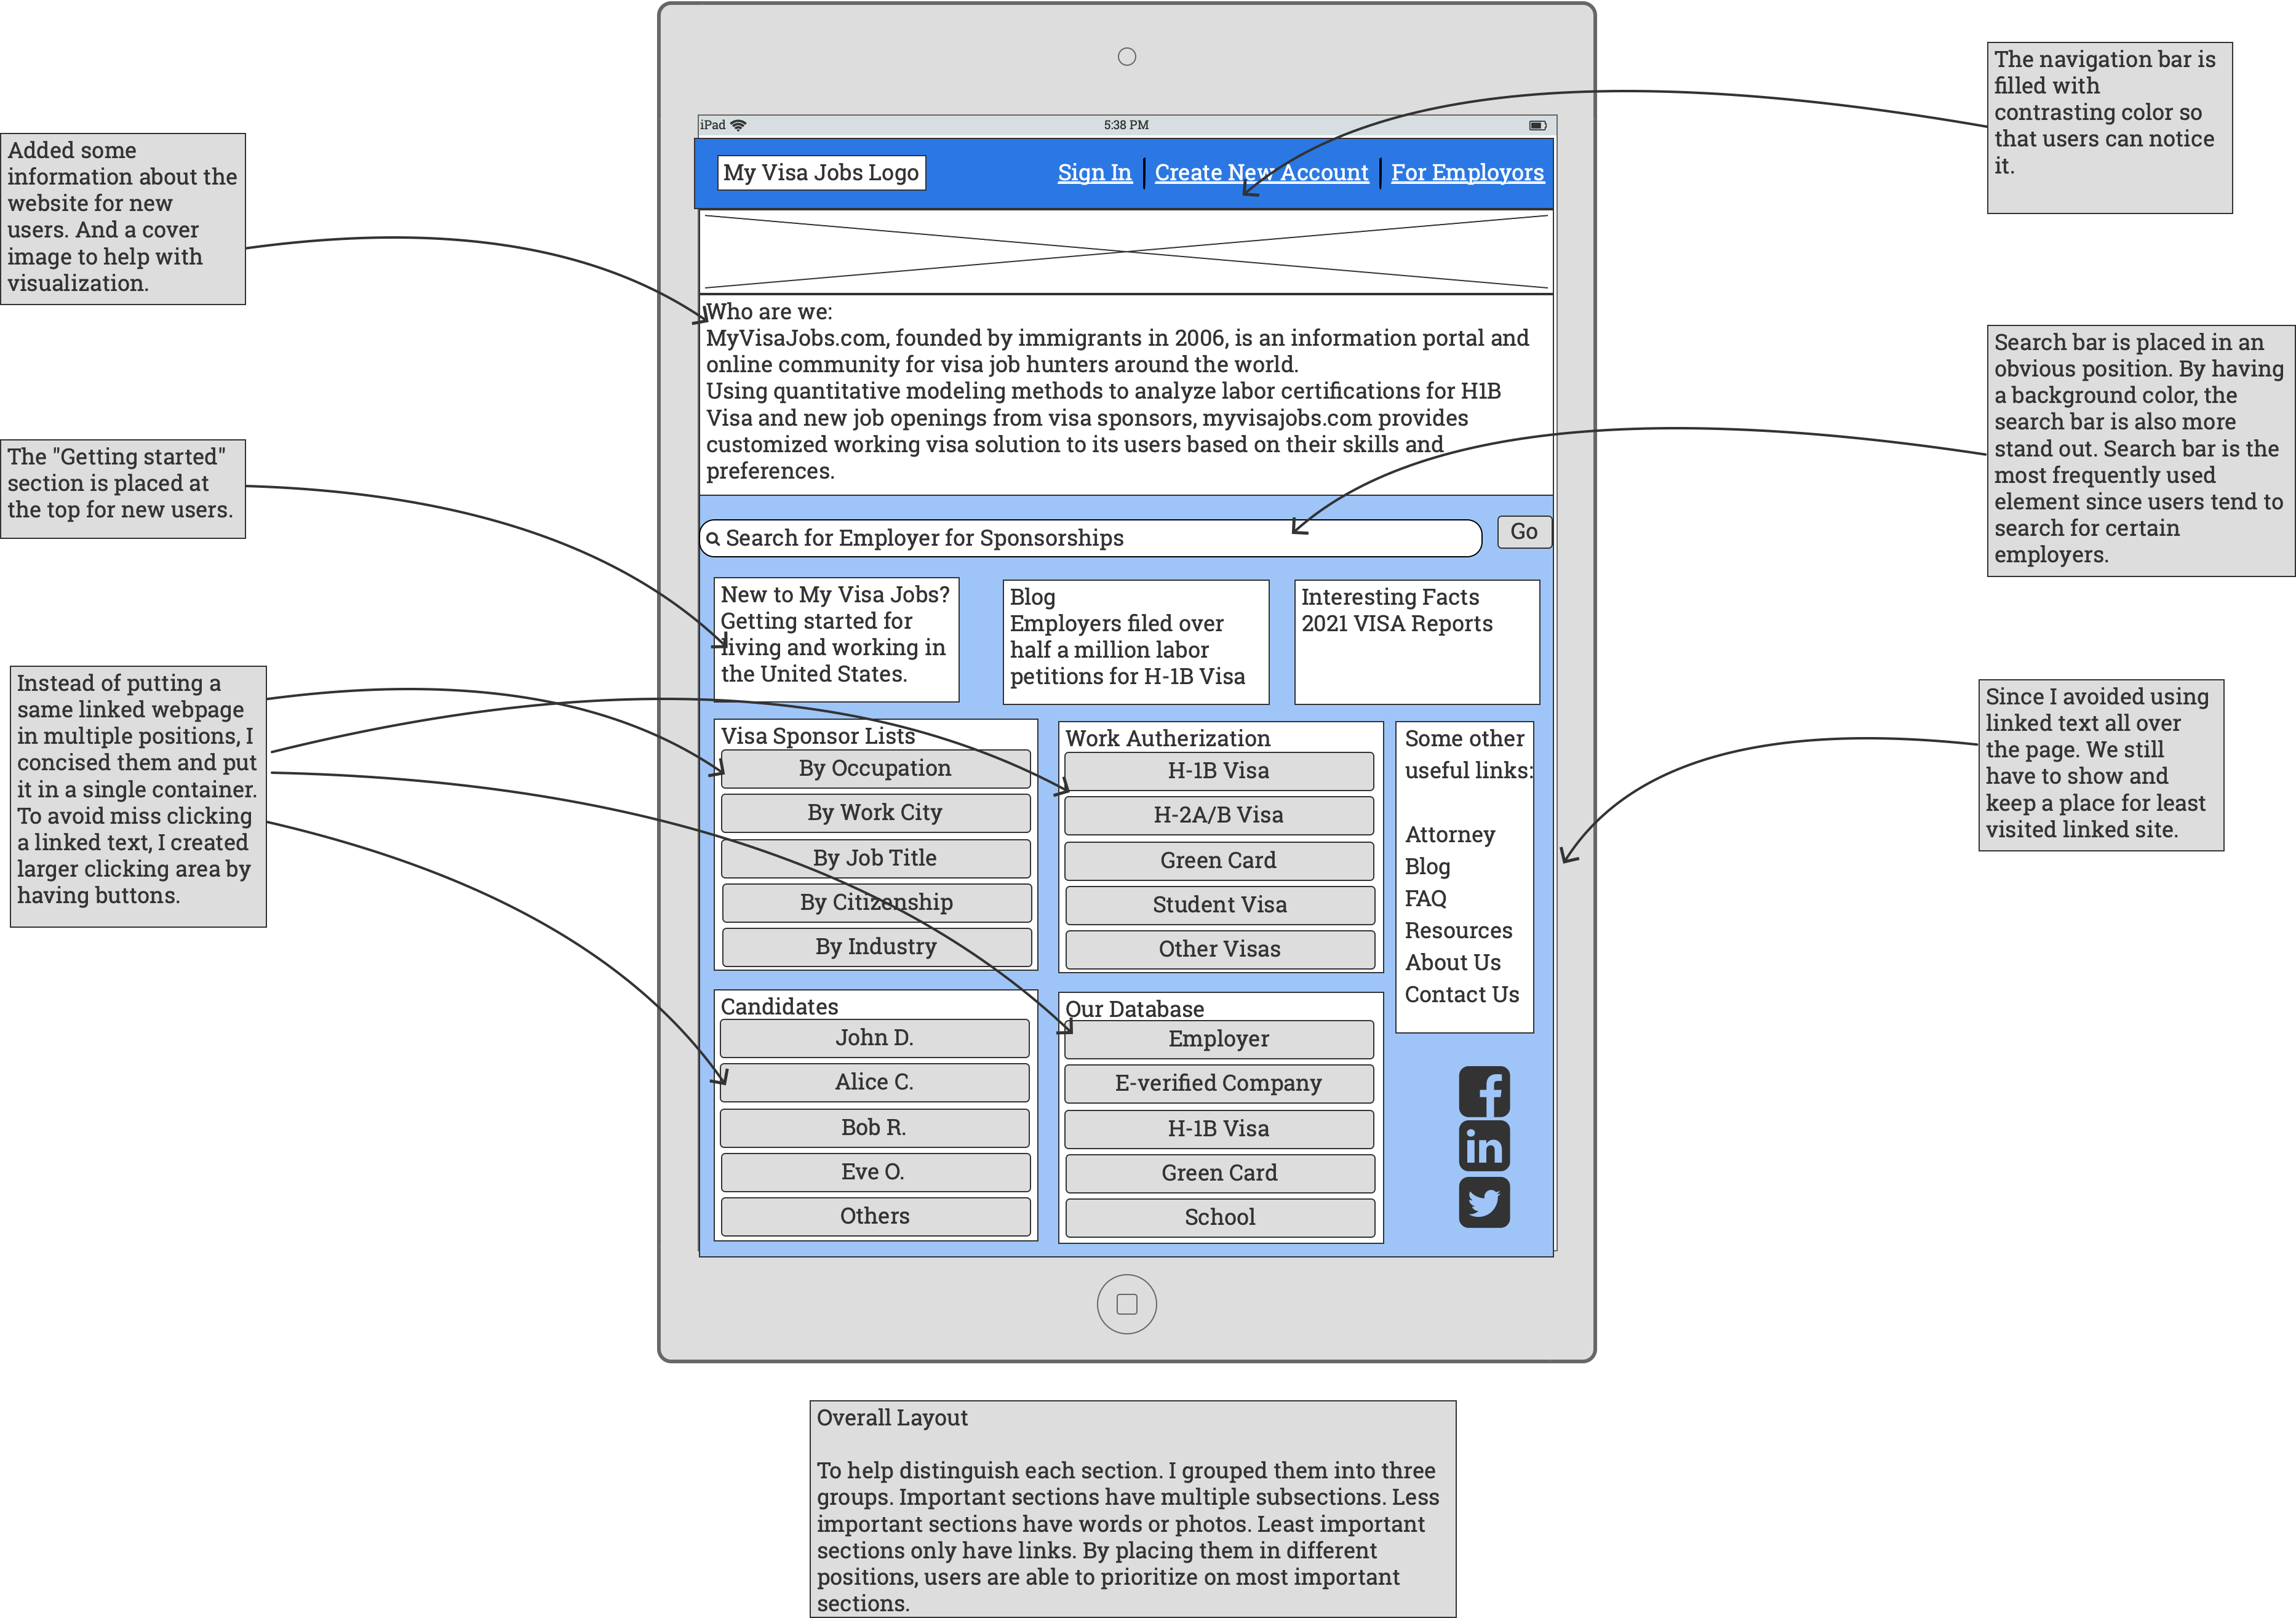 The navigation bar is
filled with
contrasting color so
that users can notice
it.
iPad
5:38 PM
Added some
information about the
website for new
users. And a cover
image to help with
visualization.
My Visa Jobs Logo
Sign In
Create New Account
For Employors
Who are we:
MyVisaJobs.com, founded by immigrants in 2006, is an information portal and
online community for visa job hunters around the world.
Using quantitative modeling methods to analyze labor certifications for H1B
Visa and new job openings from visa sponsors, myvisajobs.com provides
customized working visa solution to its users based on their skills and
preferences.
Search bar is placed in an
obvious position. By having
a background color, the
search bar is also more
stand out. Search bar is the
most frequently used
element since users tend to
search for certain
employers.
The "Getting started"
section is placed at
the top for new users.
Search for Employer for Sponsorships
Go
New to My Visa Jobs?
Getting started for
living and working in
the United States.
Blog
Employers filed over
half a million labor
petitions for H-1B Visa
Interesting Facts
2021 VISA Reports
Instead of putting a
same linked webpage
in multiple positions, I
concised them and put
it in a single container.
To avoid miss clicking
a linked text, I created
larger clicking area by
having buttons.
Since I avoided using
linked text all over
the page. We still
have to show and
keep a place for least
visited linked site.
Visa Sponsor Lists
By Occupation
By Work City
By Job Title
By Citizenship
By Industry
Work Autherization
H-1B Visa
H-2A/B Visa
Green Card
Student Visa
Other Visas
Some other
useful links:
Attorney
Blog
FAQ
Resources
About Us
Contact Us
Candidates
John D.
Alice C.
Bob R.
Eve O.
Others
Our Database
Employer
E-verified Company
H-1B Visa
Green Card
School
Overall Layout
To help distinguish each section. I grouped them into three
groups. Important sections have multiple subsections. Less
important sections have words or photos. Least important
sections only have links. By placing them in different
positions, users are able to prioritize on most important
sections.